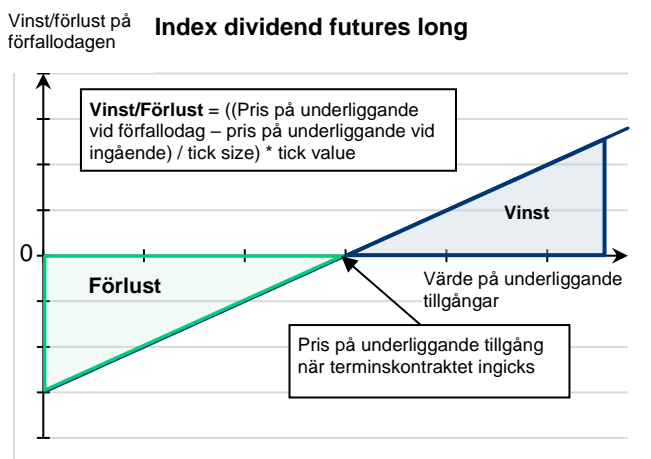 Vinst/förlust på
förfallodagen
Index dividend futures long
Vinst/Förlust = ((Pris på underliggande
vid förfallodag – pris på underliggande vid
ingående) / tick size) * tick value
Vinst
0
Förlust
Värde på underliggande
tillgångar
Pris på underliggande tillgång
när terminskontraktet ingicks